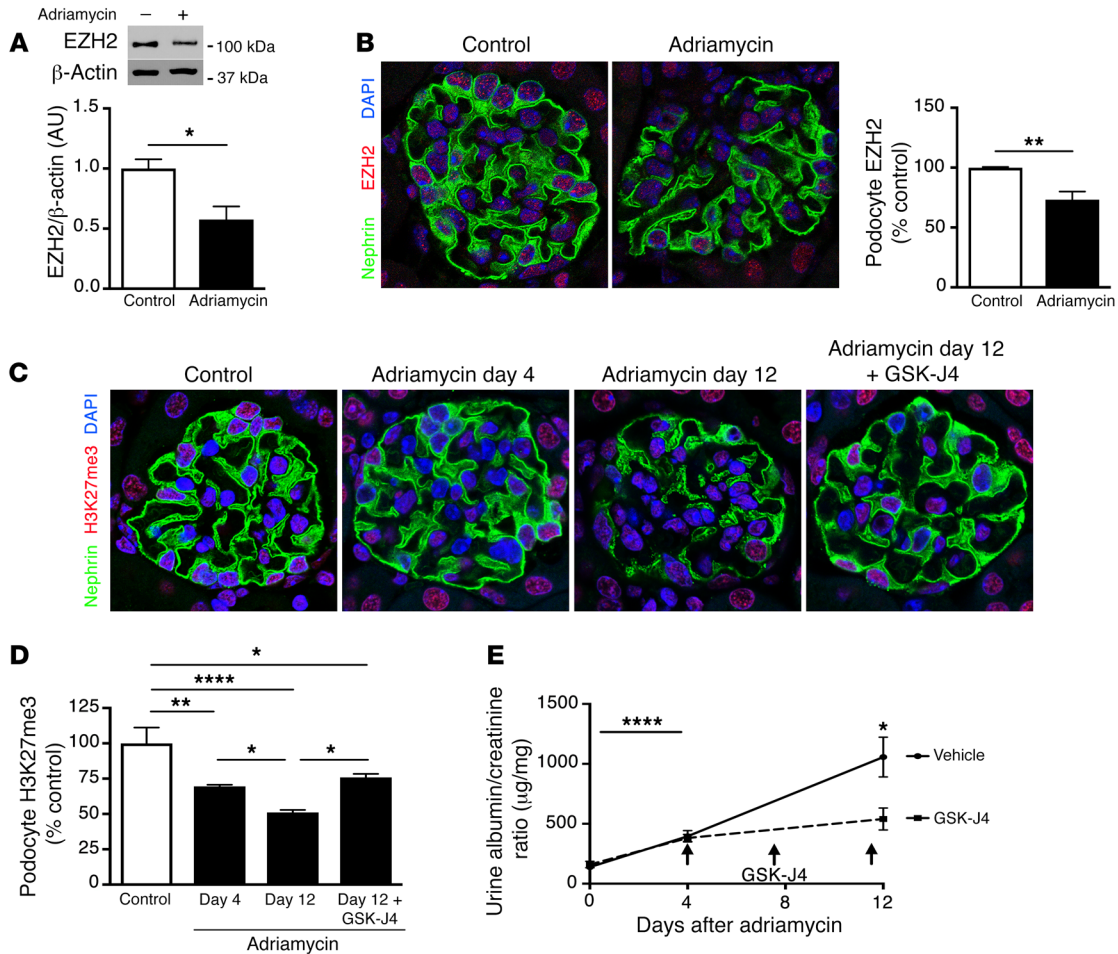 A
Adriamycin – +
EZH2
- 100 kDa
β-Actin
- 37 kDa
EZH2/β-actin (AU)
1.5
1.0
0.5
0.0
*
Control
Adriamycin
B
Control
Adriamycin
Nephrin EZH2 DAPI
Podocyte EZH2
(% control)
150
100
50
0
**
Control
Adriamycin
C
Control
Adriamycin day 4
Adriamycin day 12
Adriamycin day 12
+ GSK-J4
Nephrin H3K27me3 DAPI
D
Podocyte H3K27me3
(% control)
125
100
75
50
25
0
*
****
**
*
*
Control
Day 4
Day 12
Day 12 +
GSK-J4
Adriamycin
E
Urine albumin/creatinine
ratio (μg/mg)
1500
1000
500
0
****
*
Vehicle
GSK-J4
GSK-J4
0
4
8
12
Days after adriamycin